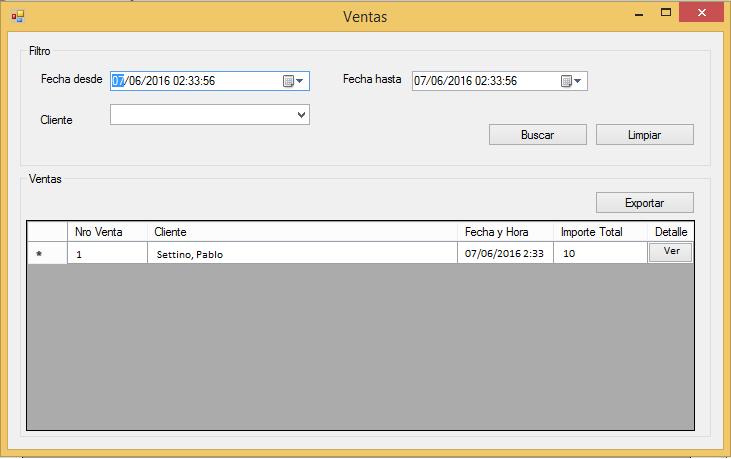 Ventas
Filtro
Fecha desde 07/06/2016 02:33:56 Fecha hasta 07/06/2016 02:33:56
Cliente
Buscar Limpiar
Ventas
Exportar
Nro Venta Cliente Fecha y Hora Importe Total Detalle
* 1 Settino, Pablo 07/06/2016 2:33 10 Ver